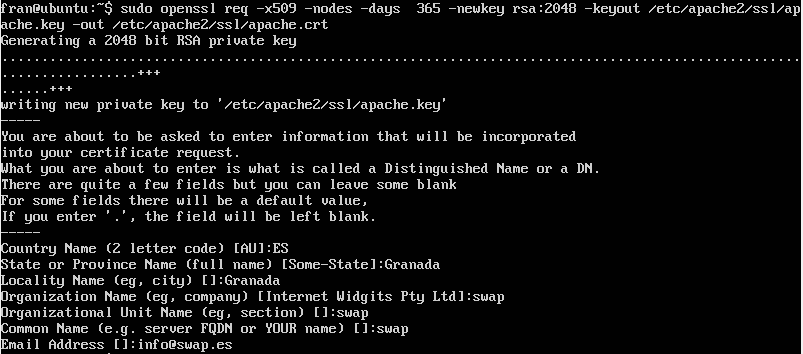 fran@ubuntu:~$ sudo openssl req -x509 -nodes -days  365 -newkey rsa:2048 -keyout /etc/apache2/ssl/ap
ache.key -out /etc/apache2/ssl/apache.crt
Generating a 2048 bit RSA private key
....................................................................................................
.................+++
......+++
writing new private key to '/etc/apache2/ssl/apache.key'
-----
You are about to be asked to enter information that will be incorporated
into your certificate request.
What you are about to enter is what is called a Distinguished Name or a DN.
There are quite a few fields but you can leave some blank
For some fields there will be a default value,
If you enter '.', the field will be left blank.
-----
Country Name (2 letter code) [AU]:ES
State or Province Name (full name) [Some-State]:Granada
Locality Name (eg, city) []:Granada
Organization Name (eg, company) [Internet Widgits Pty Ltd]:swap
Organizational Unit Name (eg, section) []:swap
Common Name (e.g. server FQDN or YOUR name) []:swap
Email Address []:info@swap.es